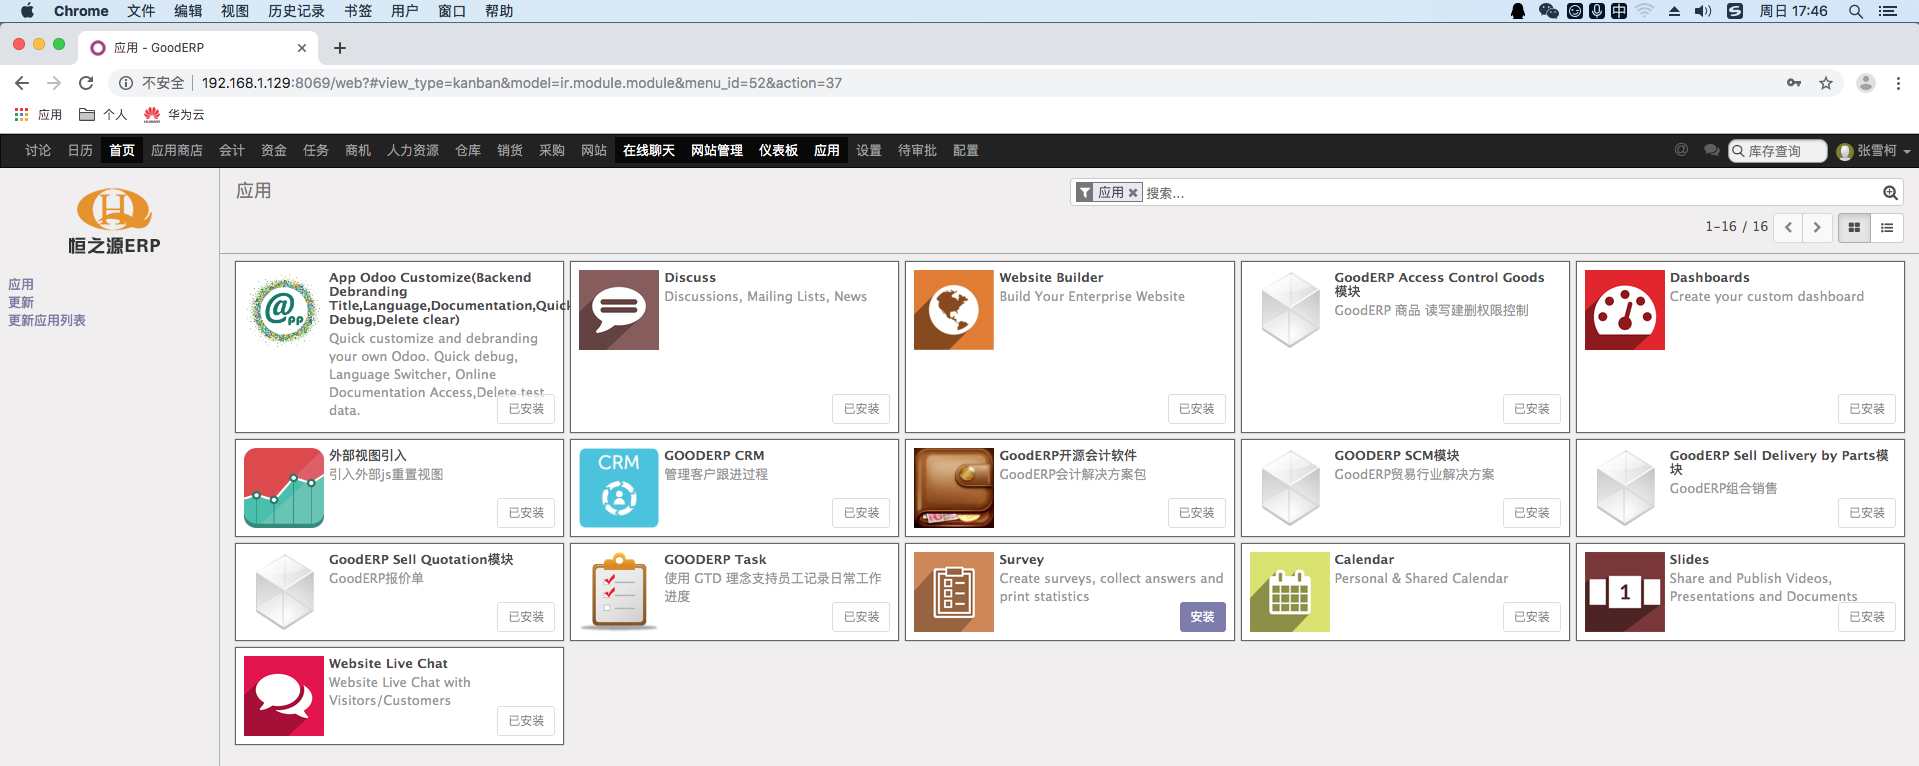 Chrome 文件 编辑 视图 历史记录 书签 用户 窗口 帮助 中 周日 17:46
应用 - GoodERP
不安全 192.168.1.129:8069/web?#view_type=kanban&model=ir.module.module&menu_id=52&action=37
应用 个人 华为云
讨论 日历 首页 应用商店 会计 资金 任务 商机 人力资源 仓库 销货 采购 网站 在线聊天 网站管理 仪表板 应用 设置 待审批 配置 @ 库存查询 张雪柯
恒之源ERP
应用
更新
更新应用列表
应用
应用 搜索...
1-16 / 16
App Odoo Customize(Backend
Debranding
Title,Language,Documentation,Quick
Debug,Delete clear)
Quick customize and debranding
your own Odoo. Quick debug,
Language Switcher, Online
Documentation Access,Delete test
data.
@pp
已安装
Discuss
Discussions, Mailing Lists, News
已安装
Website Builder
Build Your Enterprise Website
已安装
GoodERP Access Control Goods
模块
GoodERP 商品 读写建删权限控制
已安装
Dashboards
Create your custom dashboard
已安装
外部视图引入
引入外部js重置视图
已安装
CRM
GOODERP CRM
管理客户跟进过程
已安装
GoodERP开源会计软件
GoodERP会计解决方案包
已安装
GOODERP SCM模块
GoodERP贸易行业解决方案
已安装
GoodERP Sell Delivery by Parts模
块
GoodERP组合销售
已安装
GoodERP Sell Quotation模块
GoodERP报价单
已安装
GOODERP Task
使用 GTD 理念支持员工记录日常工作
进度
已安装
Survey
Create surveys, collect answers and
print statistics
安装
Calendar
Personal & Shared Calendar
已安装
1
Slides
Share and Publish Videos,
Presentations and Documents
已安装
Website Live Chat
Website Live Chat with
Visitors/Customers
已安装